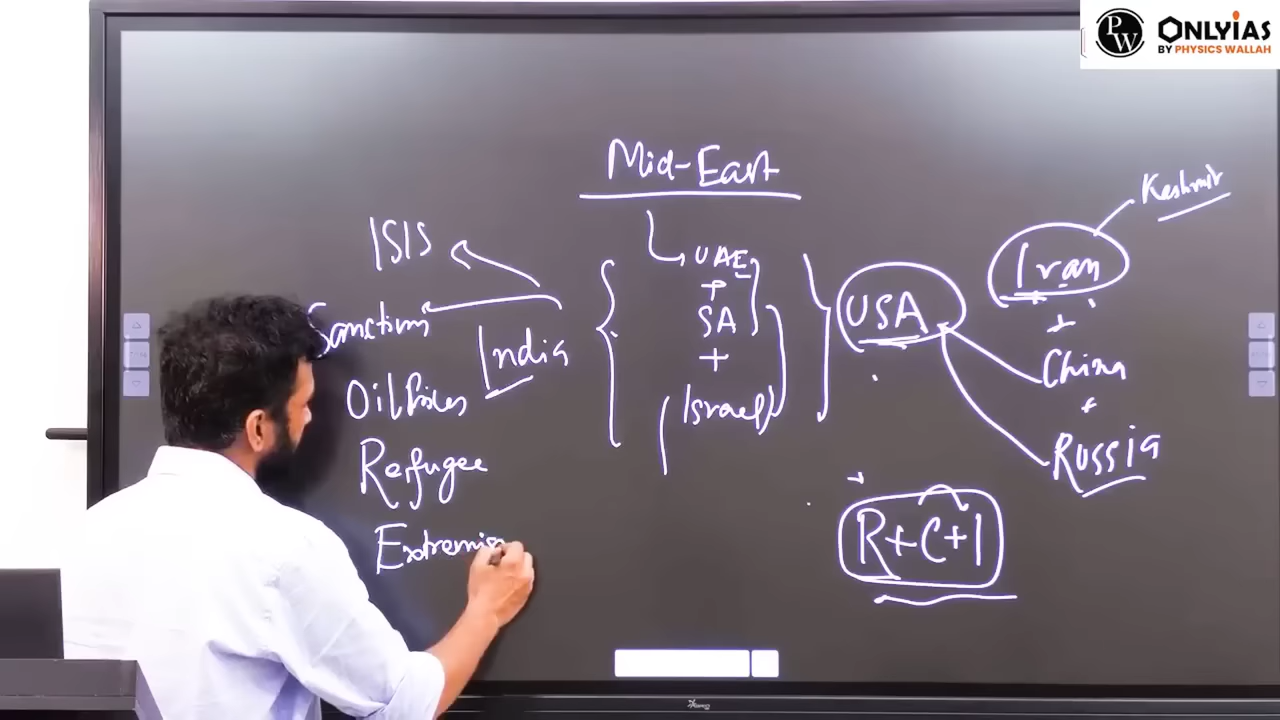 PW ONLYIAS
BY PHYSICS WALLAH
Mid-East
Kashmir
ISIS
UAE
+
SA
+
Israel
USA
Iran
+
China
+
Russia
Sanctions
India
Oil Prices
Refugee
Extremism
R+C+I